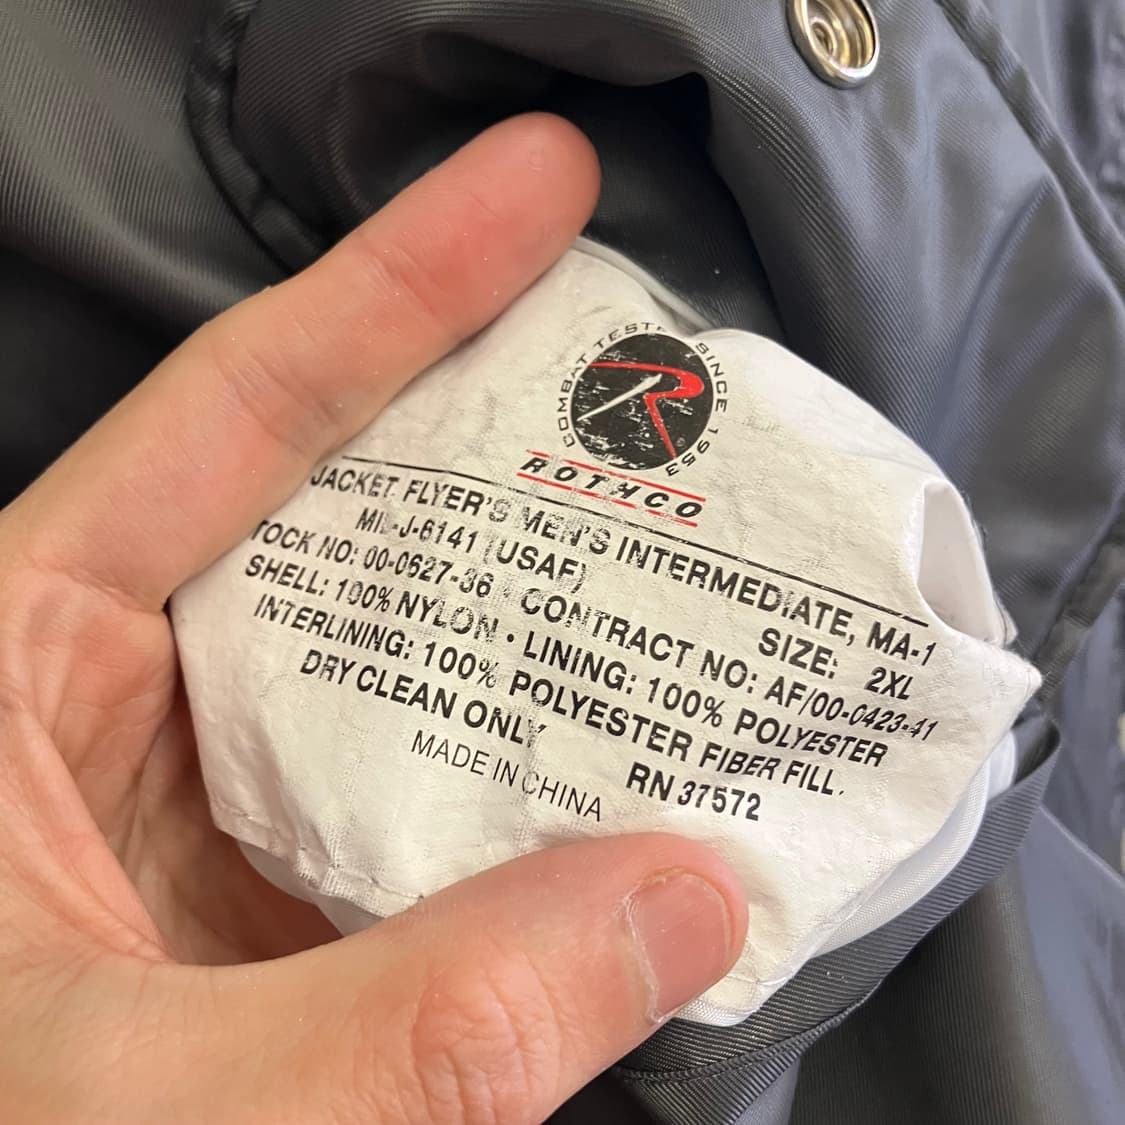 COMBAT TESTED SINCE 1953
R
ROTHCO
JACKET FLYER'S MEN'S INTERMEDIATE, MA-1
MIL-J-6141 (USAF) SIZE: 2XL
TOCK NO: 00-0627-36 • CONTRACT NO: AF/00-0423-41
SHELL: 100% NYLON • LINING: 100% POLYESTER
INTERLINING: 100% POLYESTER FIBER FILL.
DRY CLEAN ONLY RN 37572
MADE IN CHINA